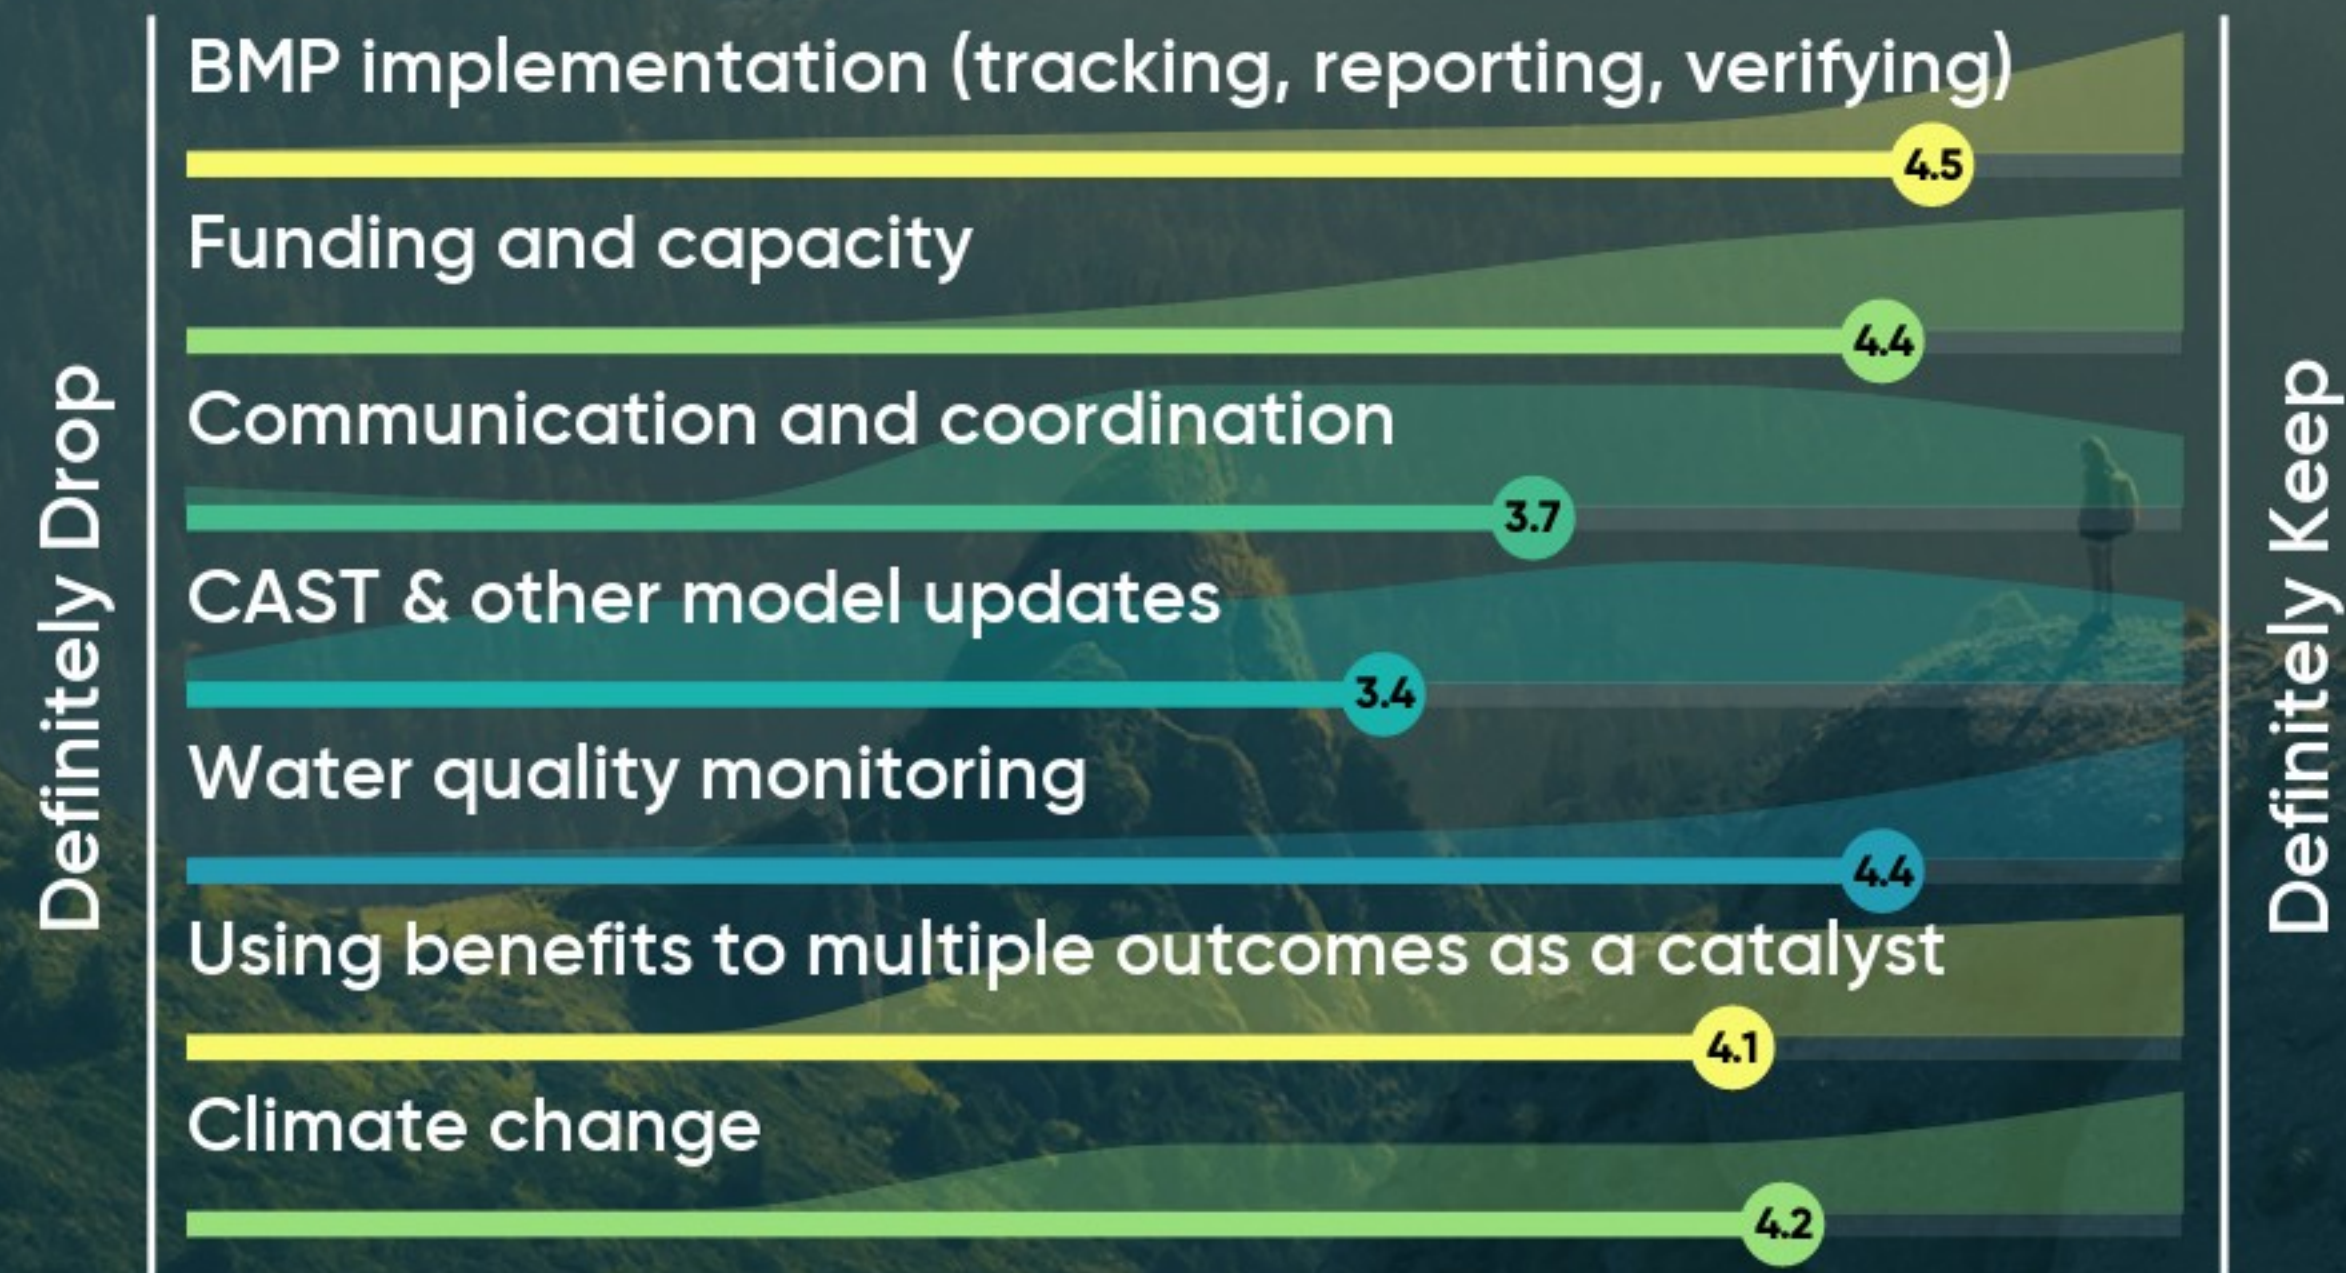 Definitely Drop
BMP implementation (tracking, reporting, verifying)
4.5
Funding and capacity
4.4
Communication and coordination
3.7
CAST & other model updates
3.4
Water quality monitoring
4.4
Using benefits to multiple outcomes as a catalyst
4.1
Climate change
4.2
Definitely Keep